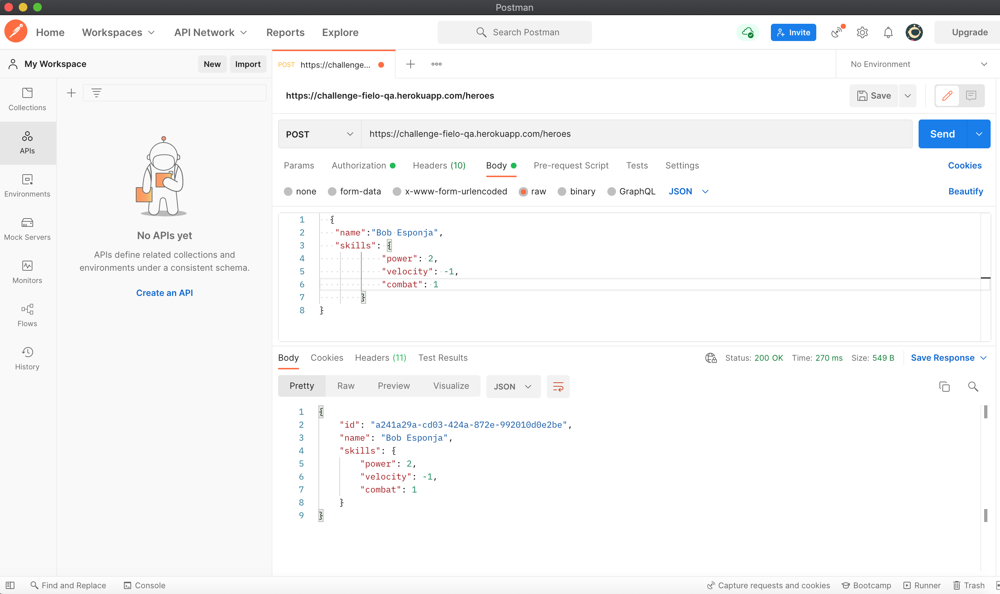 Postman
Home Workspaces API Network Reports Explore Search Postman Invite Upgrade
My Workspace New Import POST https://challenge... No Environment
Collections
APIs
Environments
Mock Servers
Monitors
Flows
History
No APIs yet
APIs define related collections and
environments under a consistent schema.
Create an API
https://challenge-fielo-qa.herokuapp.com/heroes Save
POST https://challenge-fielo-qa.herokuapp.com/heroes Send
Params Authorization Headers (10) Body Pre-request Script Tests Settings Cookies
none form-data x-www-form-urlencoded raw binary GraphQL JSON Beautify
1 {
2 "name":"Bob Esponja",
3 "skills": {
4 "power": 2,
5 "velocity": -1,
6 "combat": 1
7 }
8 }
Body Cookies Headers (11) Test Results Status: 200 OK Time: 270 ms Size: 549 B Save Response
Pretty Raw Preview Visualize JSON
1 {
2 "id": "a241a29a-cd03-424a-872e-992010d0e2be",
3 "name": "Bob Esponja",
4 "skills": {
5 "power": 2,
6 "velocity": -1,
7 "combat": 1
8 }
9 }
Find and Replace Console Capture requests and cookies Bootcamp Runner Trash